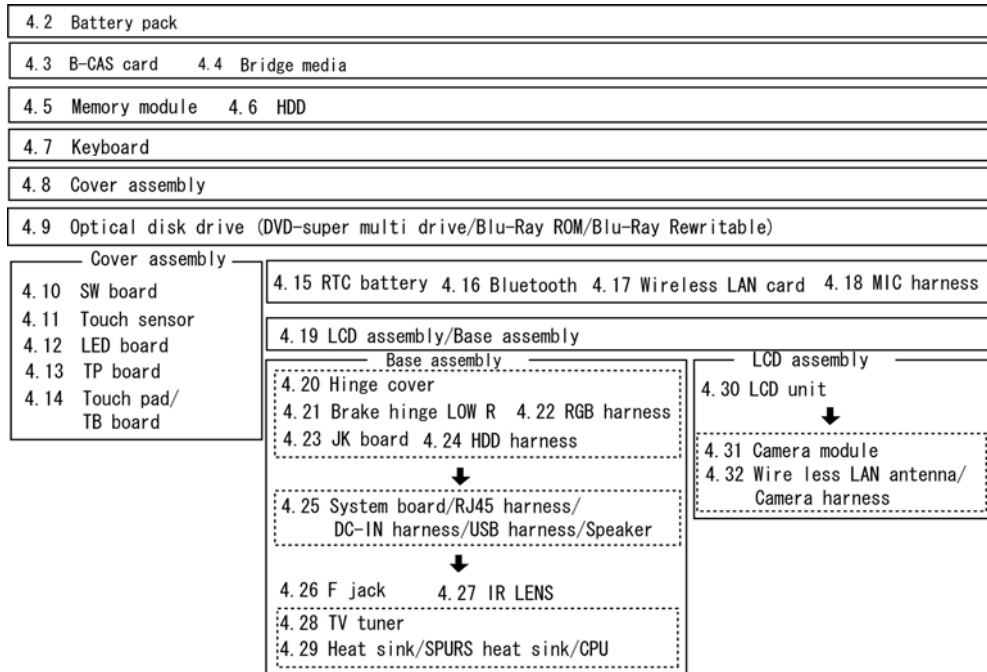 4.2 Battery pack
4.3 B-CAS card 4.4 Bridge media
4.5 Memory module 4.6 HDD
4.7 Keyboard
4.8 Cover assembly
4.9 Optical disk drive (DVD-super multi drive/Blu-Ray ROM/Blu-Ray Rewritable)
Cover assembly
4.10 SW board
4.11 Touch sensor
4.12 LED board
4.13 TP board
4.14 Touch pad/
TB board
4.15 RTC battery 4.16 Bluetooth 4.17 Wireless LAN card 4.18 MIC harness
4.19 LCD assembly/Base assembly
Base assembly
4.20 Hinge cover
4.21 Brake hinge LOW R 4.22 RGB harness
4.23 JK board 4.24 HDD harness
4.25 System board/RJ45 harness/
DC-IN harness/USB harness/Speaker
4.26 F jack 4.27 IR LENS
4.28 TV tuner
4.29 Heat sink/SPURS heat sink/CPU
LCD assembly
4.30 LCD unit
4.31 Camera module
4.32 Wire less LAN antenna/
Camera harness